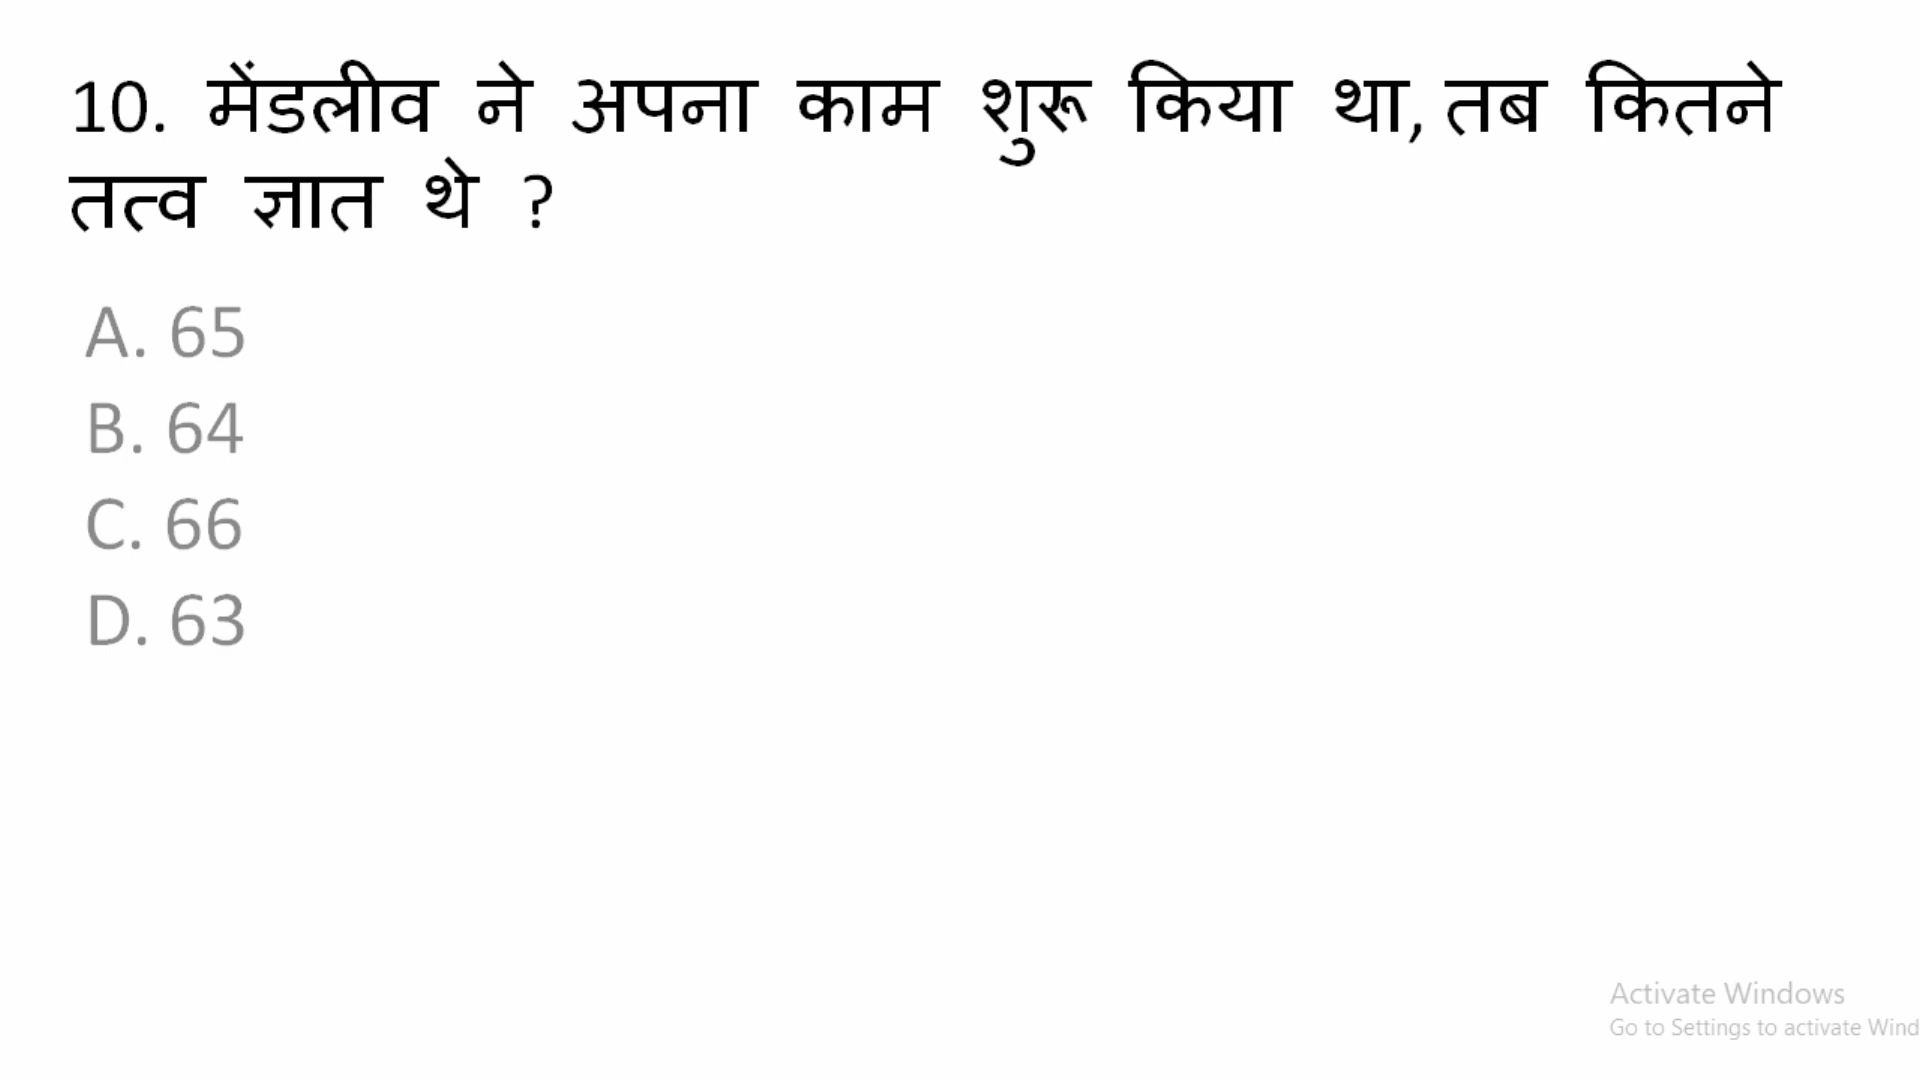 10. मेंडलीव ने अपना काम शुरू किया था, तब कितने
तत्व ज्ञात थे ?
A. 65
B. 64
C. 66
D. 63
Activate Windows
Go to Settings to activate Wind